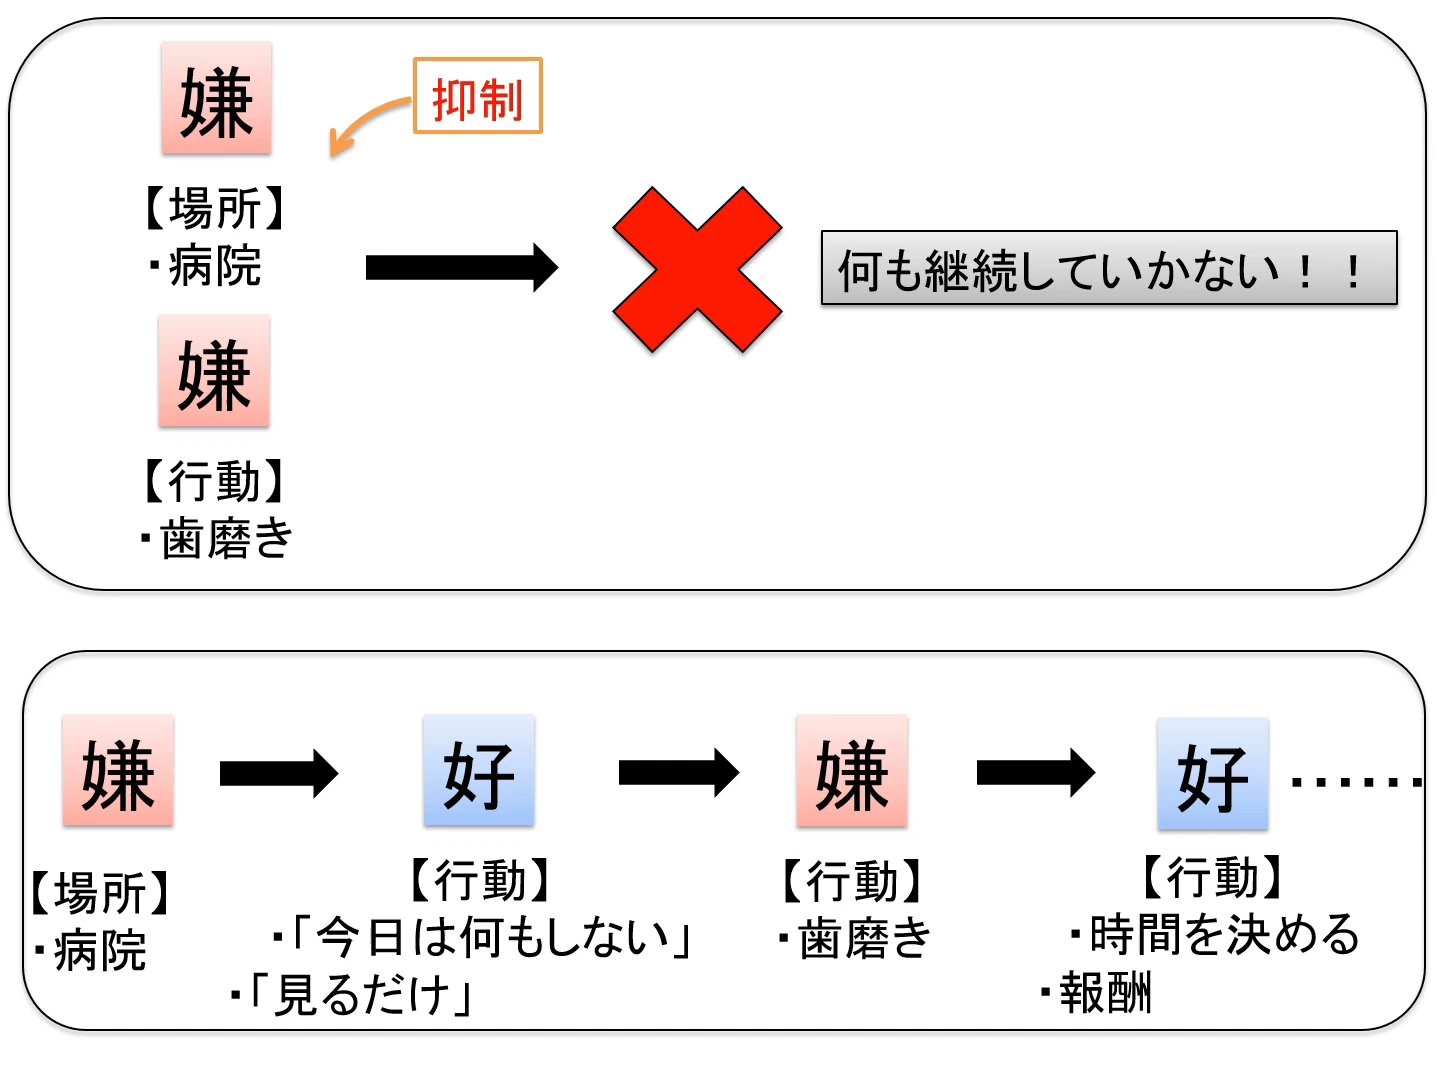 嫌
抑制
【場所】
・病院
何も継続していかない！！
嫌
【行動】
・歯磨き
嫌
好
嫌
好
・・・・・・
【場所】
・病院
【行動】
・「今日は何もしない」
・「見るだけ」
【行動】
・歯磨き
【行動】
・時間を決める
・報酬